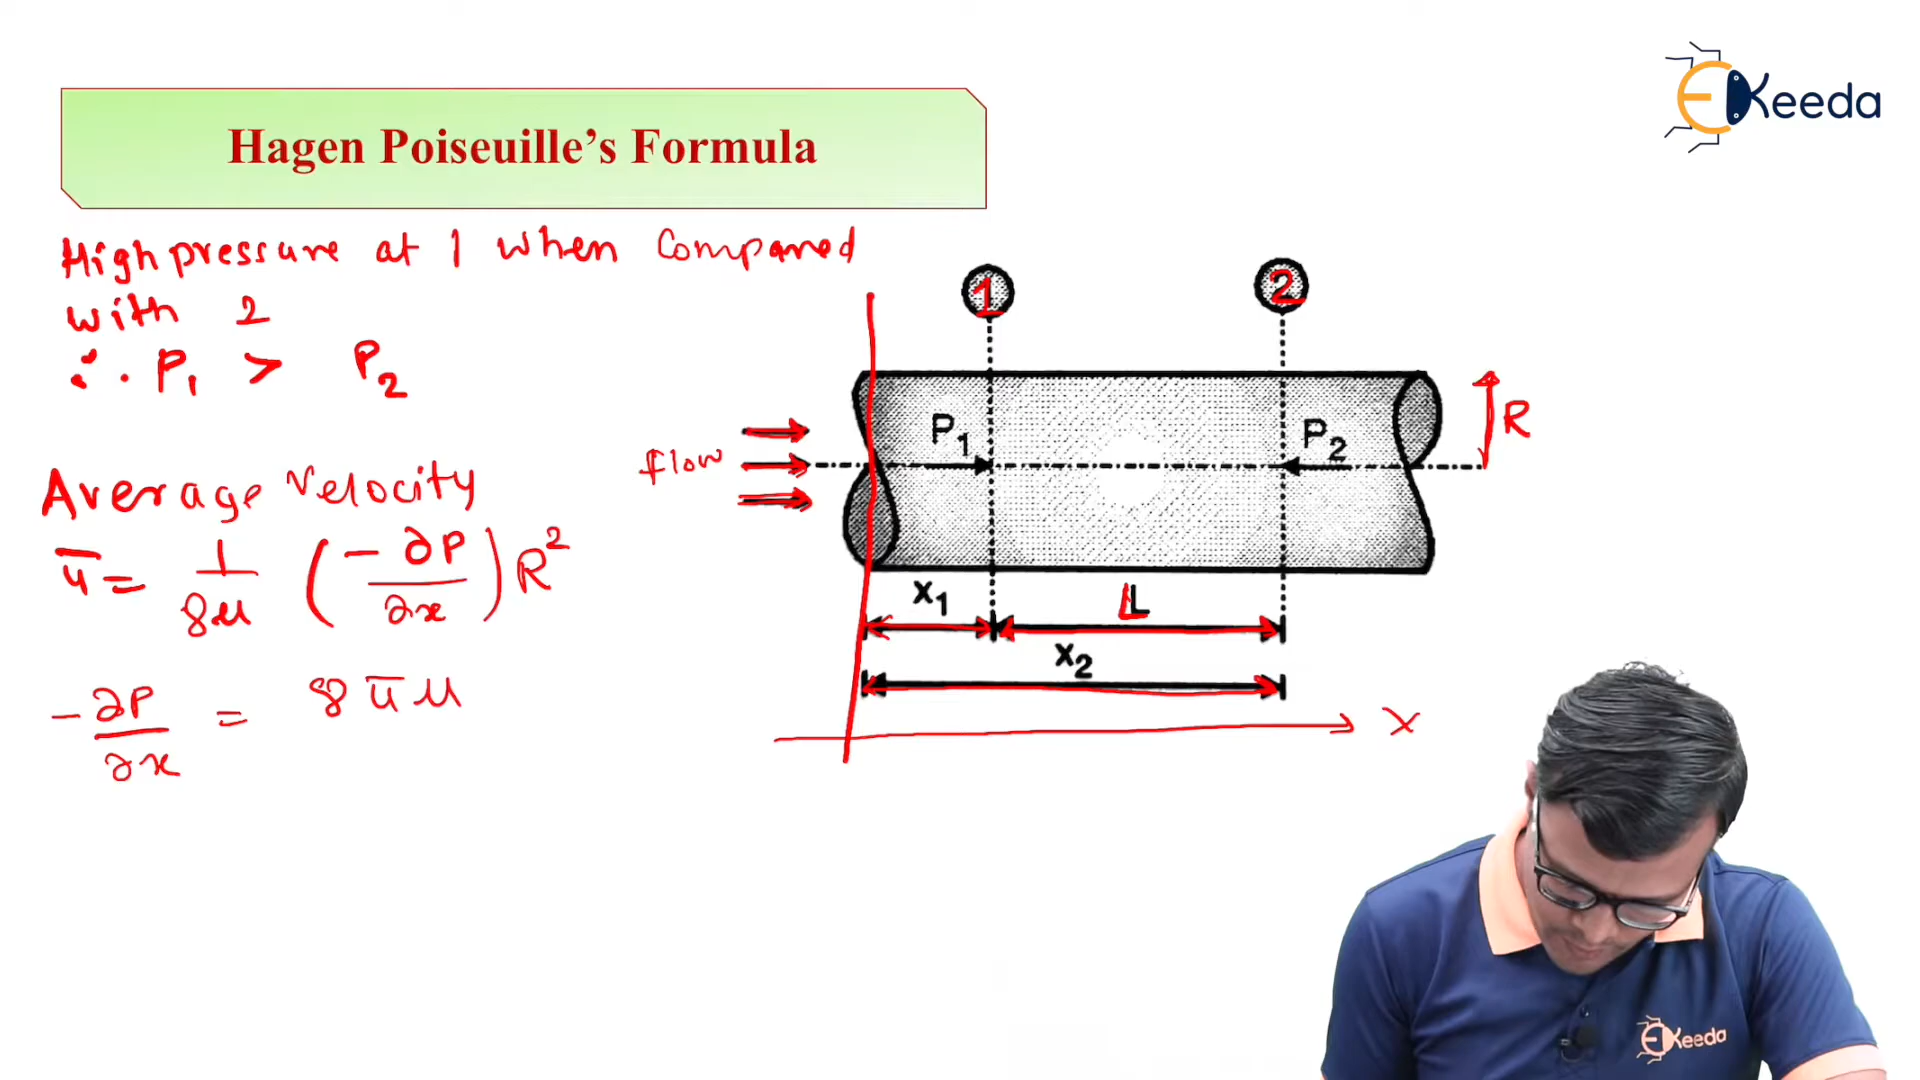 EKeeda
Hagen Poiseuille's Formula
High pressure at 1 when Compared
with 2
∴ P₁ > P₂
Average Velocity
ū = 1/8μ (-∂P/∂x) R²
-∂P/∂x = 8 ū μ
1 2
flow
P₁ P₂
R
x₁ L
x₂
X
EKeeda